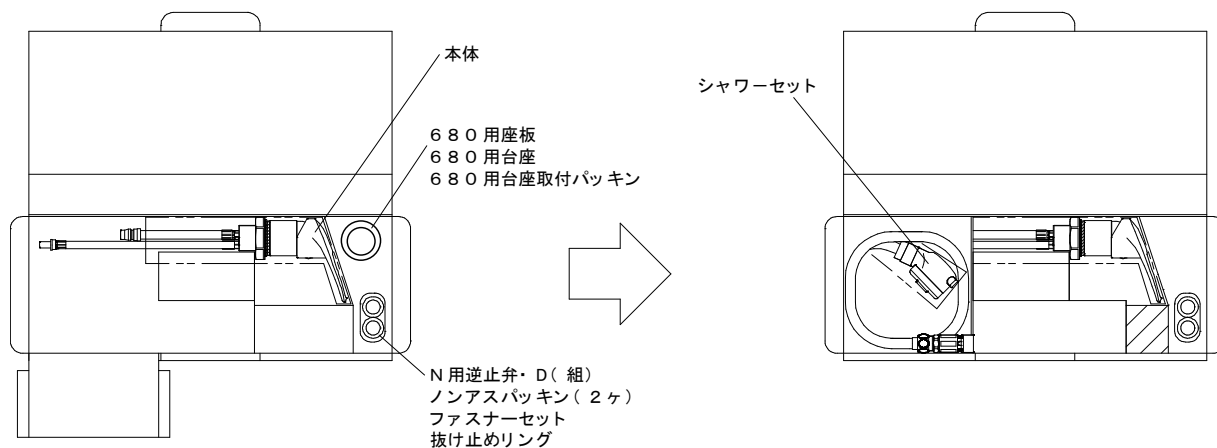 本体
６８０用座板
６８０用台座
６８０用台座取付パッキン
Ｎ用逆止弁・Ｄ（組）
ノンアスパッキン（２ヶ）
ファスナーセット
抜け止めリング
シャワーセット